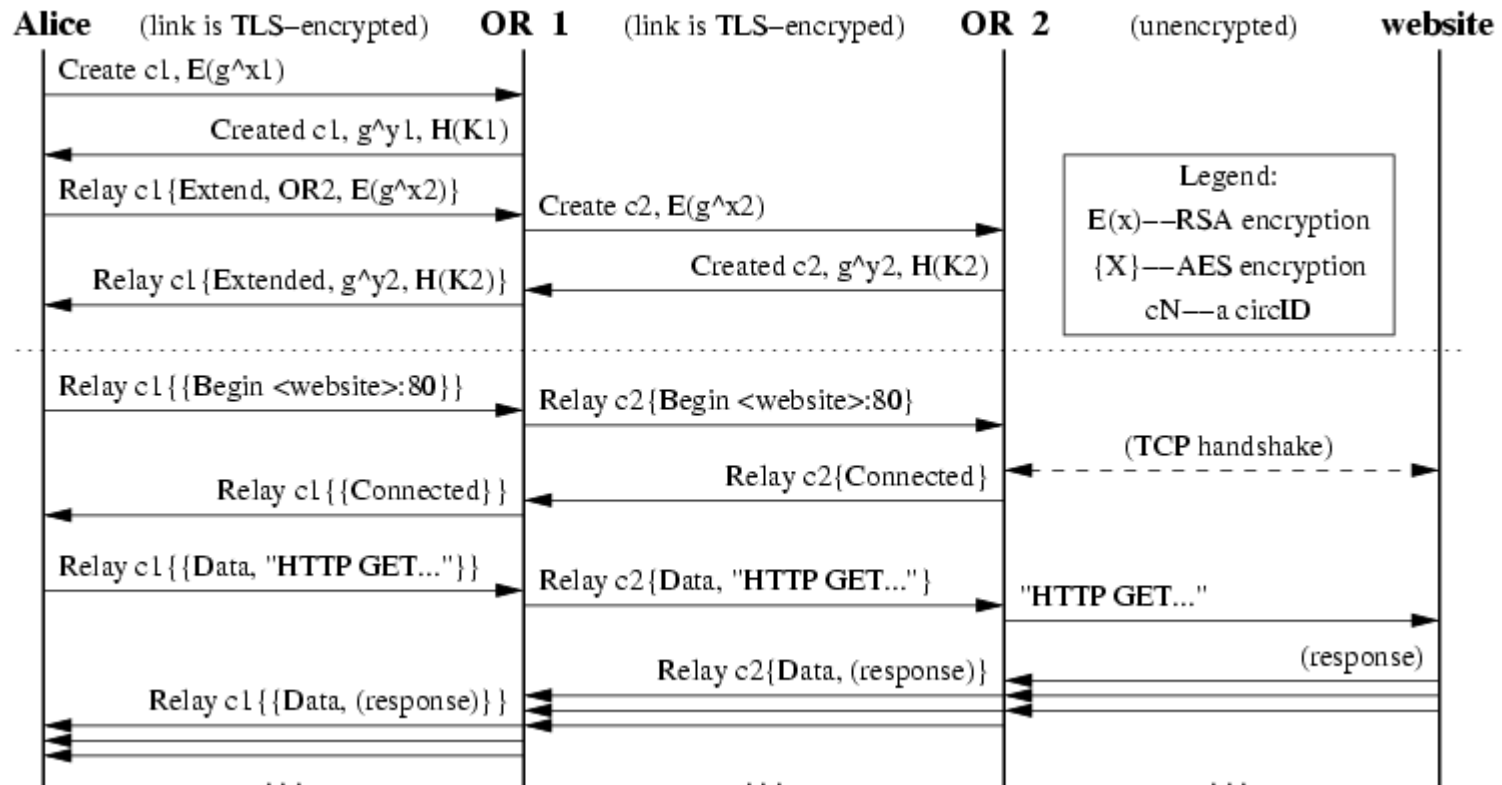 Alice (link is TLS–encrypted) OR 1 (link is TLS–encryped) OR 2 (unencrypted) website
Create c1, E(g^x1)
Created c1, g^y1, H(K1)
Relay c1{Extend, OR2, E(g^x2)}
Create c2, E(g^x2)
Created c2, g^y2, H(K2)
Relay c1{Extended, g^y2, H(K2)}
Legend:
E(x)––RSA encryption
{X}––AES encryption
cN––a circID
Relay c1{{Begin <website>:80}}
Relay c2{Begin <website>:80}
(TCP handshake)
Relay c2{Connected}
Relay c1{{Connected}}
Relay c1{{Data, "HTTP GET..."}}
Relay c2{Data, "HTTP GET..."}
"HTTP GET..."
(response)
Relay c2{Data, (response)}
Relay c1{{Data, (response)}}
... ... ...